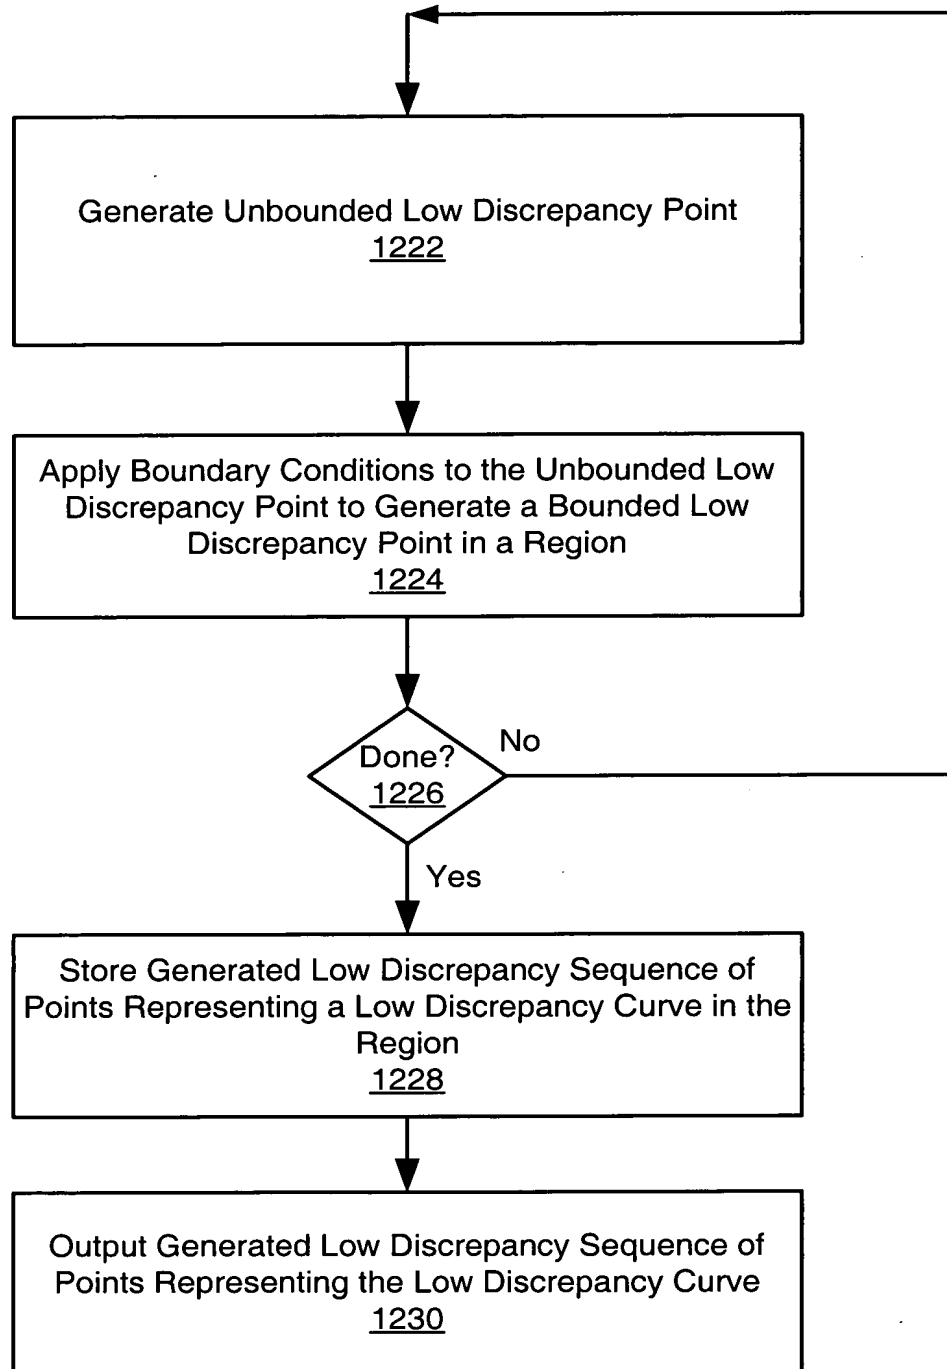 Generate Unbounded Low Discrepancy Point
1222
Apply Boundary Conditions to the Unbounded Low
Discrepancy Point to Generate a Bounded Low
Discrepancy Point in a Region
1224
Done?
1226
No
Yes
Store Generated Low Discrepancy Sequence of
Points Representing a Low Discrepancy Curve in the
Region
1228
Output Generated Low Discrepancy Sequence of
Points Representing the Low Discrepancy Curve
1230